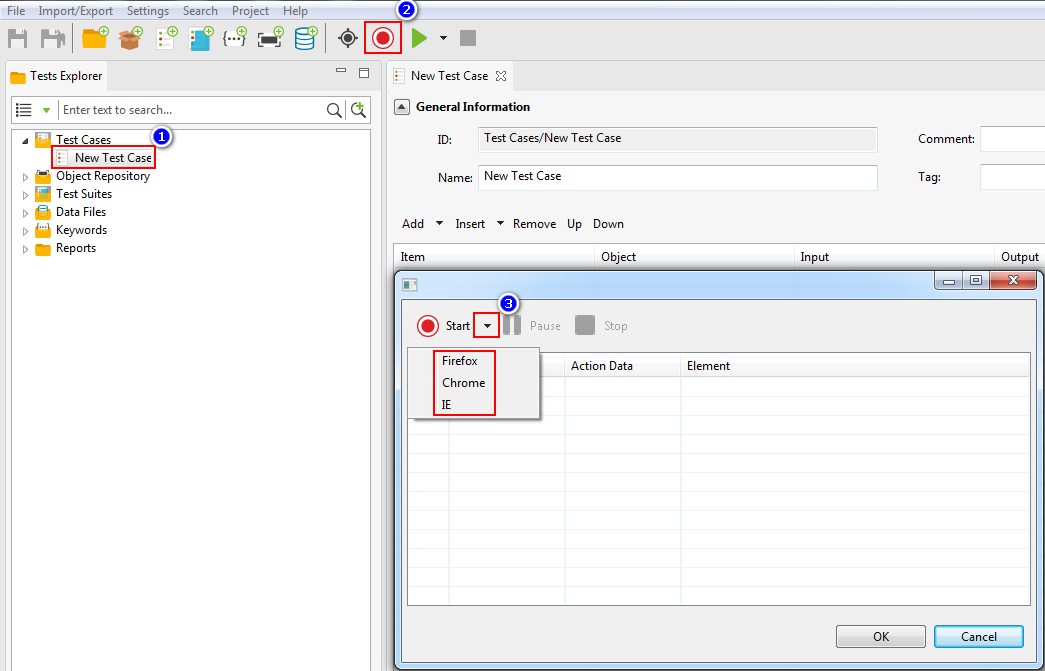 File Import/Export Settings Search Project Help
2
Tests Explorer
New Test Case
Enter text to search...
General Information
Test Cases
1
New Test Case
Object Repository
Test Suites
Data Files
Keywords
Reports
ID: Test Cases/New Test Case Comment:
Name: New Test Case Tag:
Add Insert Remove Up Down
Item Object Input Output
3
Start Pause Stop
Firefox
Chrome
IE
Action Data Element
OK Cancel